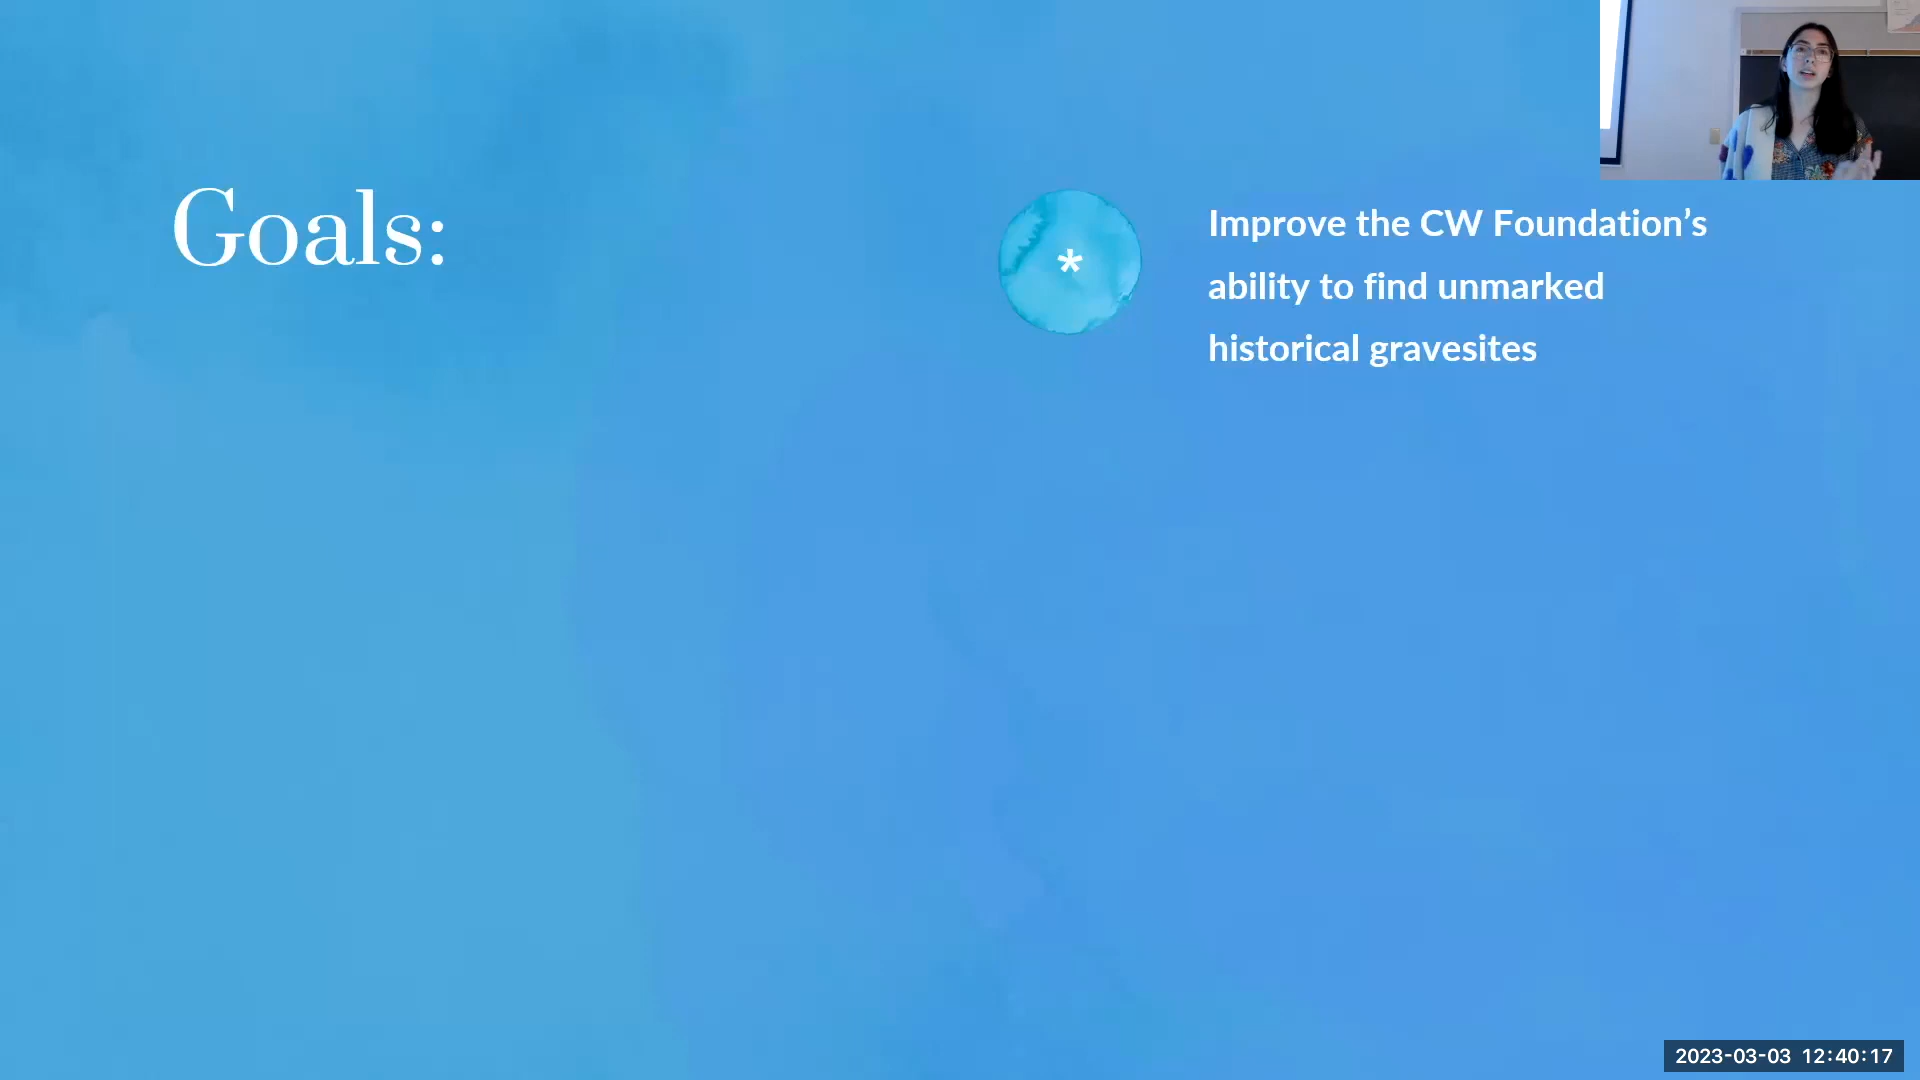 Goals:
*
Improve the CW Foundation’s
ability to find unmarked
historical gravesites
2023-03-03 12:40:17